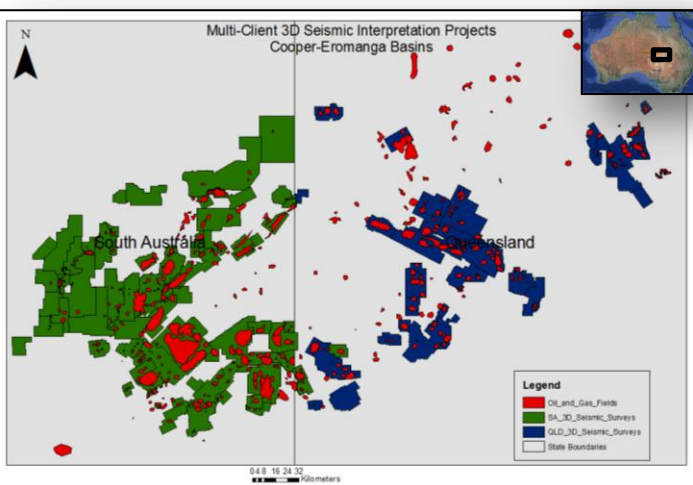 Multi-Client 3D Seismic Interpretation Projects
Cooper-Eromanga Basins
N
South Australia
Queensland
Legend
Oil_and_Gas_Fields
SA_3D_Seismic_Surveys
QLD_3D_Seismic_Surveys
State Boundaries
0 4 8 16 24 32
Kilometers